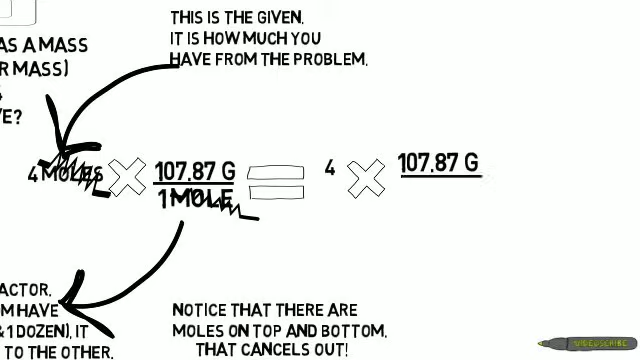 THIS IS THE GIVEN.
IT IS HOW MUCH YOU
HAVE FROM THE PROBLEM.
AS A MASS
R MASS)
VE?
4 MOLES × 107.87 G = 4 × 107.87 G
1 MOLE
ACTOR.
M HAVE
& 1 DOZEN), IT
TO THE OTHER.
NOTICE THAT THERE ARE
MOLES ON TOP AND BOTTOM.
THAT CANCELS OUT!
VIDEOSCRIBE